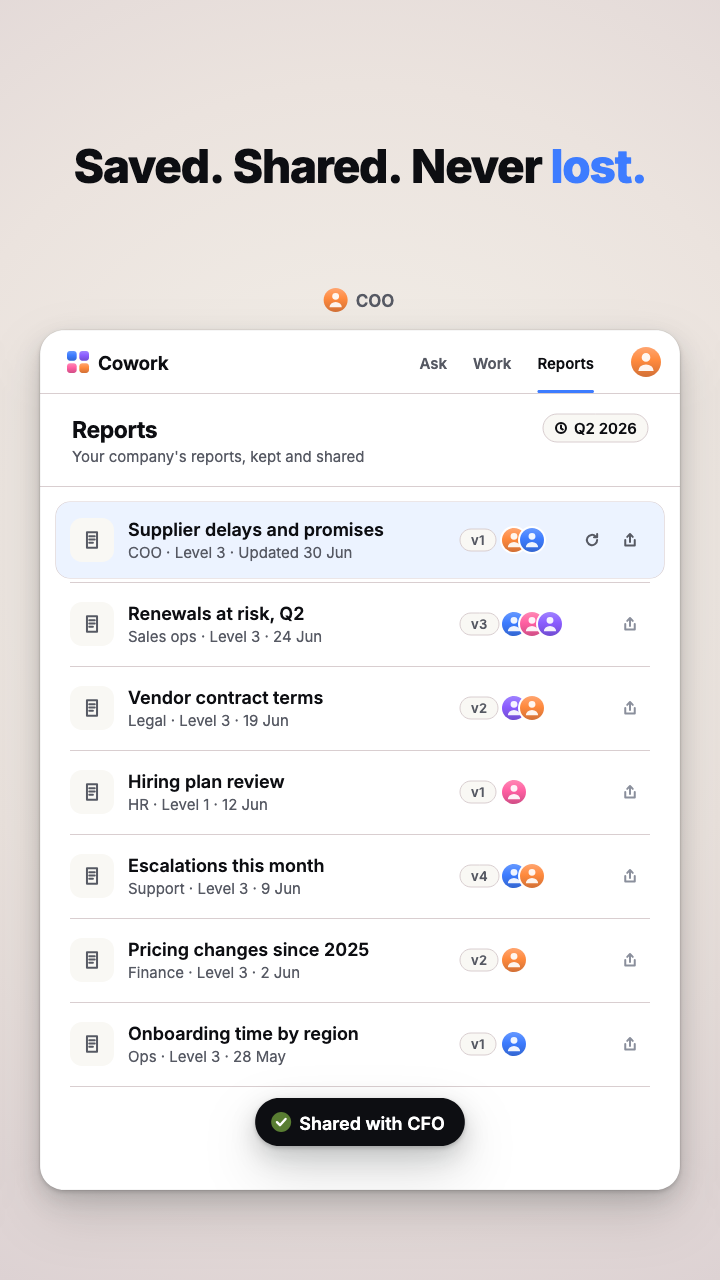 Saved. Shared. Never lost.
COO
Cowork
Ask
Work
Reports
Reports
Q2 2026
Your company's reports, kept and shared
Supplier delays and promises
COO · Level 3 · Updated 30 Jun
v1
Renewals at risk, Q2
Sales ops · Level 3 · 24 Jun
v3
Vendor contract terms
Legal · Level 3 · 19 Jun
v2
Hiring plan review
HR · Level 1 · 12 Jun
v1
Escalations this month
Support · Level 3 · 9 Jun
v4
Pricing changes since 2025
Finance · Level 3 · 2 Jun
v2
Onboarding time by region
Ops · Level 3 · 28 May
v1
Shared with CFO